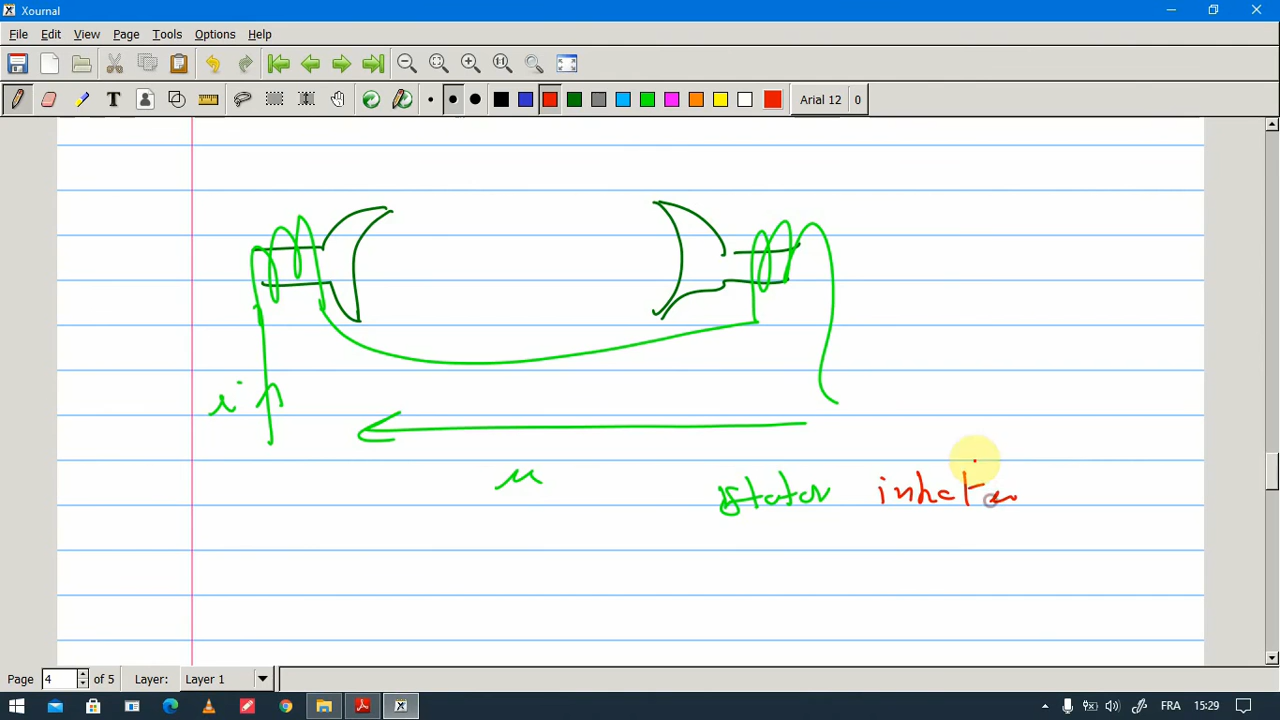 Xournal
File Edit View Page Tools Options Help
Arial 12 0
i
u
stator
Page 4 of 5 Layer: Layer 1
FRA 15:29